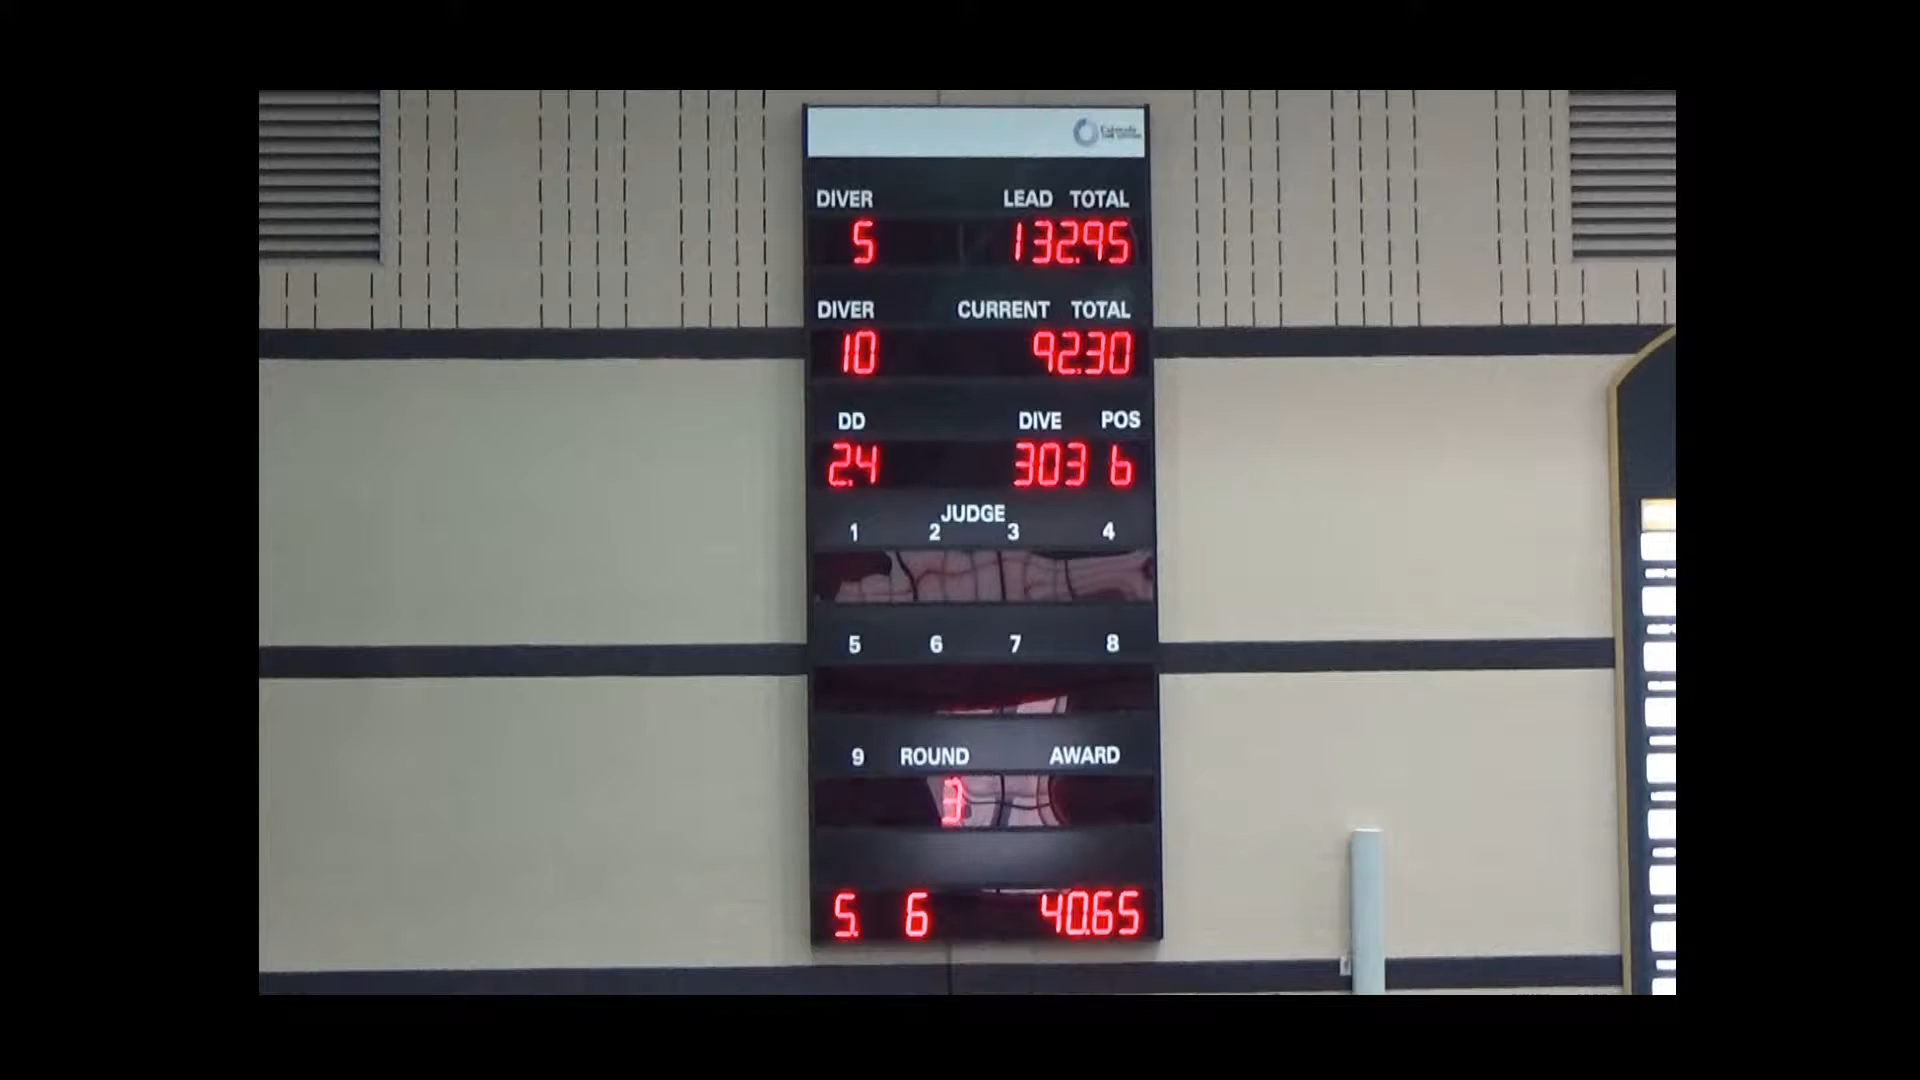 DIVER LEAD TOTAL
5 132.95
DIVER CURRENT TOTAL
10 92.30
DD DIVE POS
2.4 303 b
JUDGE
1 2 3 4
5 6 7 8
9 ROUND AWARD
3
5. 6 40.65